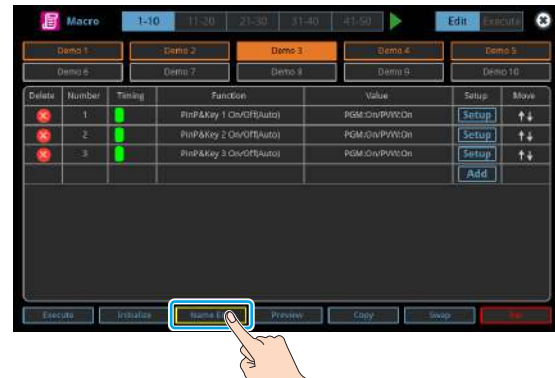 Macro 1-10 11-20 21-30 31-40 41-50 Edit Execute
Demo 1 Demo 2 Demo 3 Demo 4 Demo 5
Demo 6 Demo 7 Demo 8 Demo 9 Demo 10
Delete Number Timing Function Value Setup Move
1 PinP&Key 1 On/Off(Auto) PGM:On/PVW:On Setup
2 PinP&Key 2 On/Off(Auto) PGM:On/PVW:On Setup
3 PinP&Key 3 On/Off(Auto) PGM:On/PVW:On Setup
Add
Execute Initialize Name Preview Copy Swap